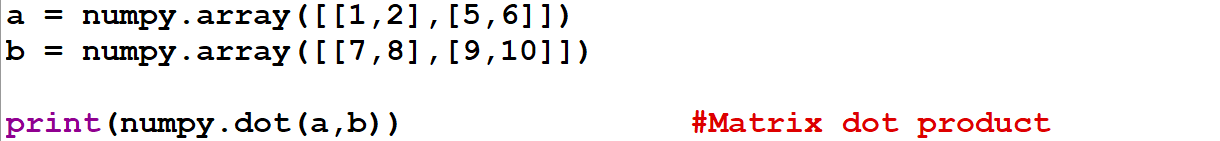 a = numpy.array([[1,2],[5,6]])
b = numpy.array([[7,8],[9,10]])
print(numpy.dot(a,b)) #Matrix dot product